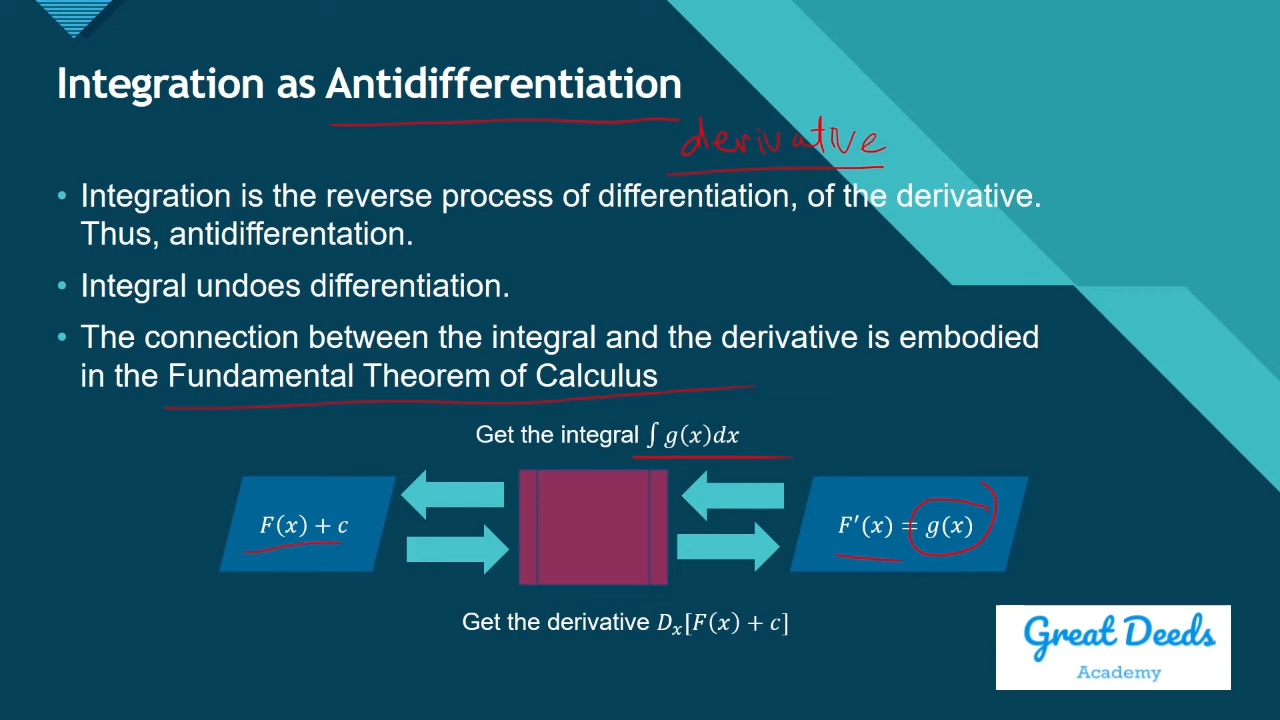 Integration as Antidifferentiation
derivative
• Integration is the reverse process of differentiation, of the derivative.
Thus, antidifferentation.
• Integral undoes differentiation.
• The connection between the integral and the derivative is embodied
in the Fundamental Theorem of Calculus
Get the integral ∫ g(x)dx
F(x) + c
F′(x) = g(x)
Get the derivative Dₓ[F(x) + c]
Great Deeds
Academy